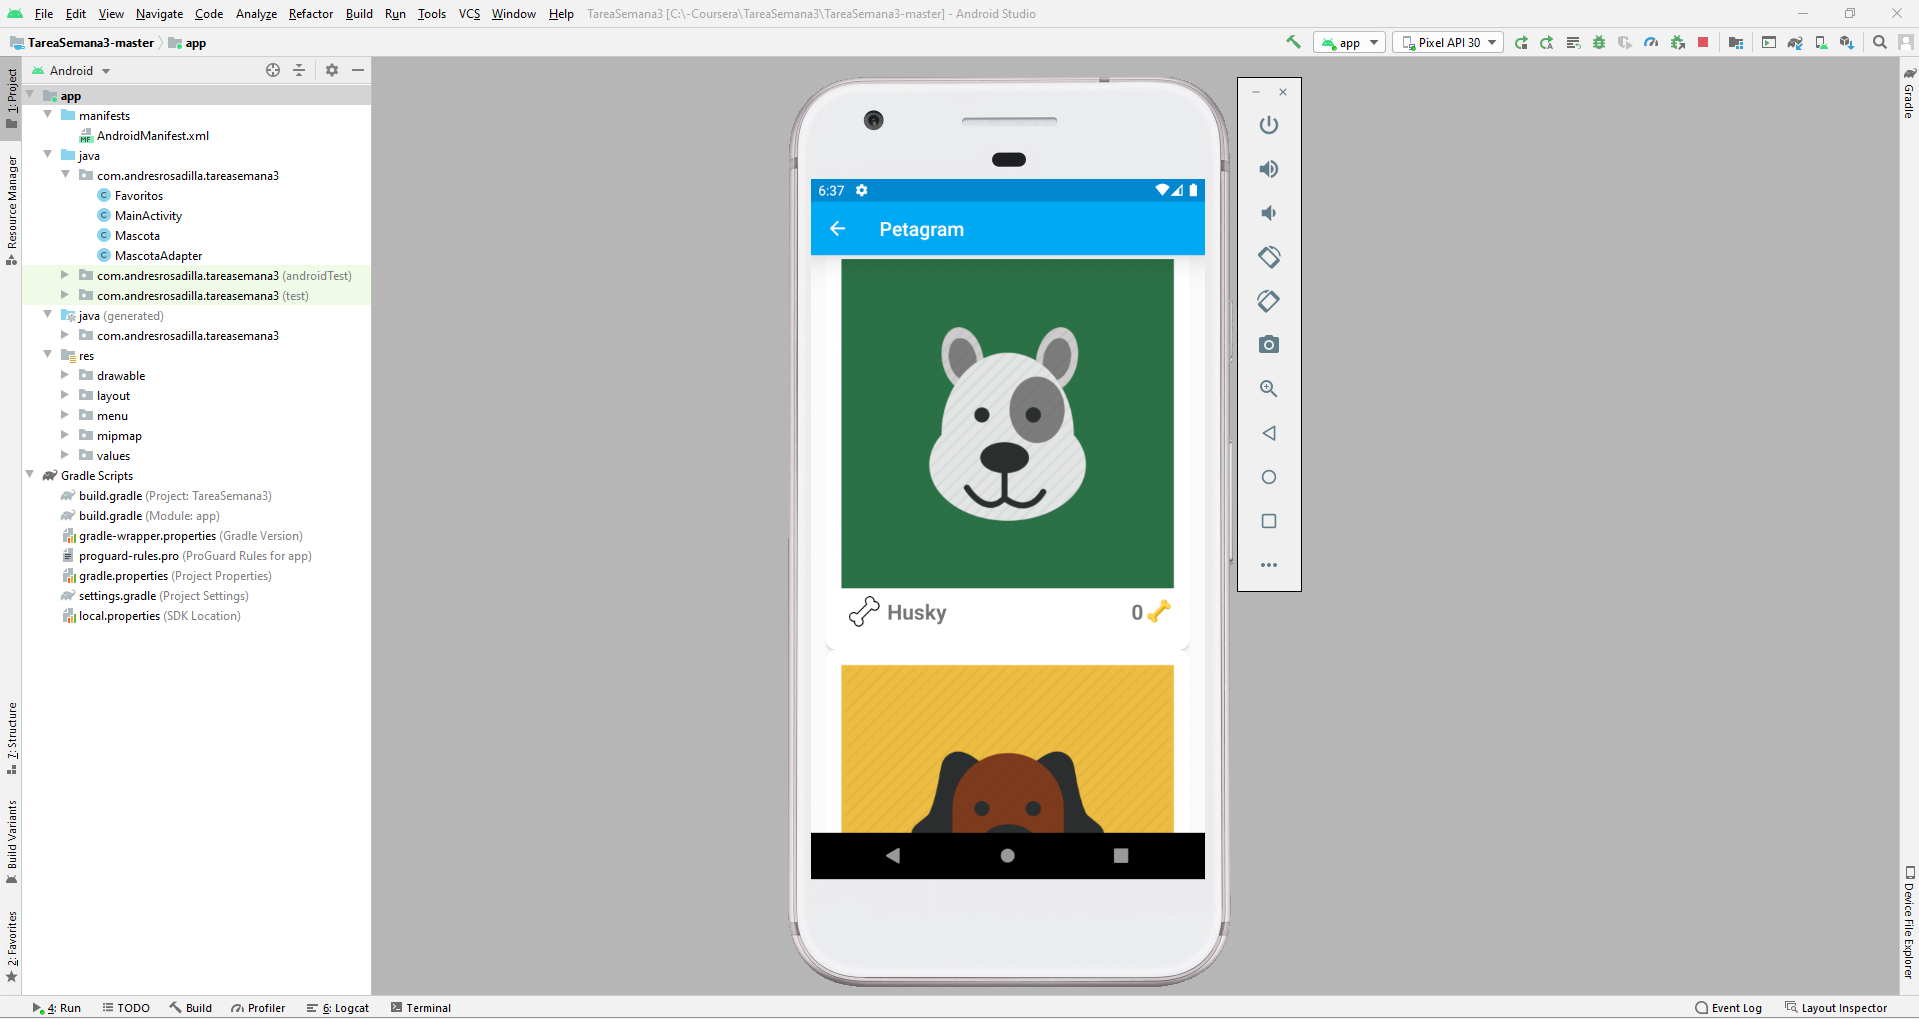 File Edit View Navigate Code Analyze Refactor Build Run Tools VCS Window Help TareaSemana3 [C:\-Coursera\TareaSemana3\TareaSemana3-master] - Android Studio
TareaSemana3-master app
app Pixel API 30
Android
1: Project
Resource Manager
7: Structure
Build Variants
2: Favorites
app
manifests
MF AndroidManifest.xml
java
com.andresrosadilla.tareasemana3
C Favoritos
C MainActivity
C Mascota
C MascotaAdapter
com.andresrosadilla.tareasemana3 (androidTest)
com.andresrosadilla.tareasemana3 (test)
java (generated)
com.andresrosadilla.tareasemana3
res
drawable
layout
menu
mipmap
values
Gradle Scripts
build.gradle (Project: TareaSemana3)
build.gradle (Module: app)
gradle-wrapper.properties (Gradle Version)
proguard-rules.pro (ProGuard Rules for app)
gradle.properties (Project Properties)
settings.gradle (Project Settings)
local.properties (SDK Location)
6:37
Petagram
Husky 0
Gradle
Device File Explorer
4: Run TODO Build Profiler 6: Logcat Terminal
Event Log Layout Inspector